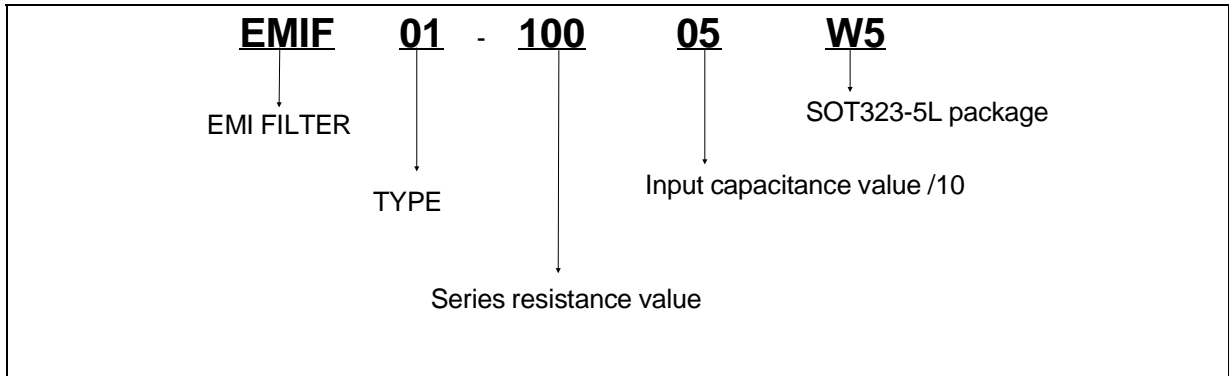 EMIF 01 - 100 05 W5
SOT323-5L package
EMI FILTER
Input capacitance value /10
TYPE
Series resistance value